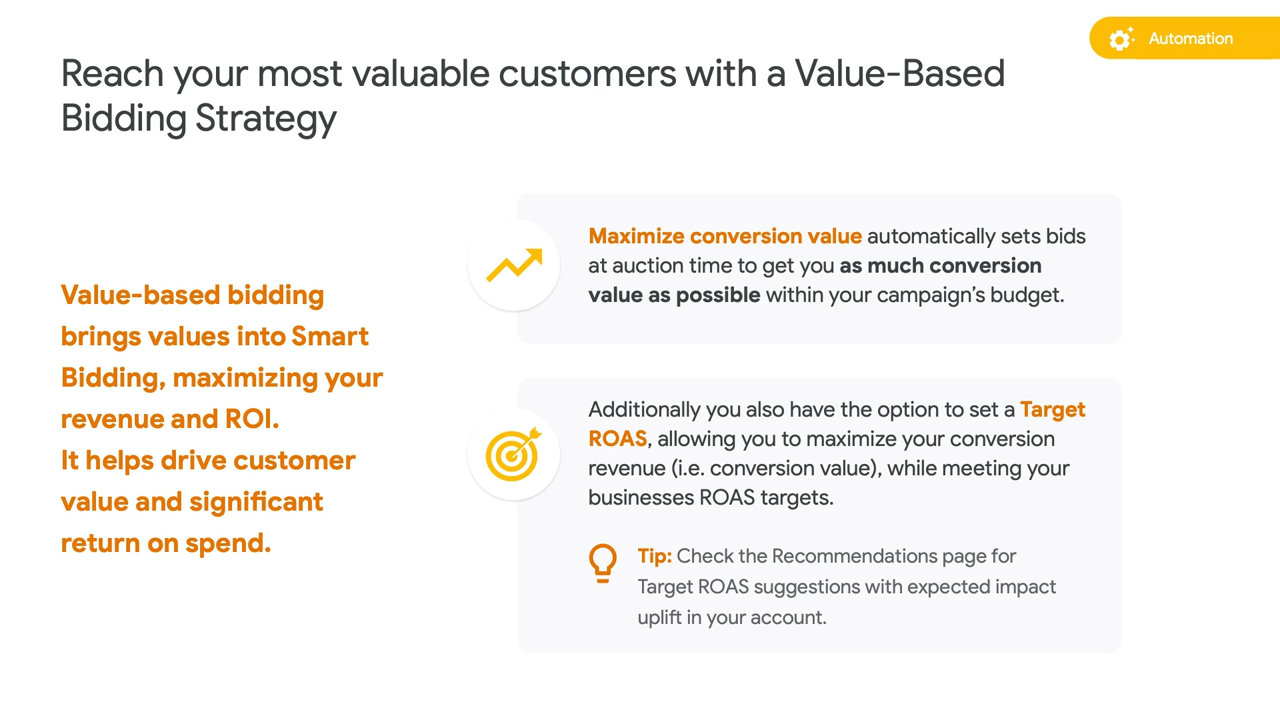 Automation
Reach your most valuable customers with a Value-Based
Bidding Strategy
Value-based bidding
brings values into Smart
Bidding, maximizing your
revenue and ROI.
It helps drive customer
value and significant
return on spend.
Maximize conversion value automatically sets bids
at auction time to get you as much conversion
value as possible within your campaign’s budget.
Additionally you also have the option to set a Target
ROAS, allowing you to maximize your conversion
revenue (i.e. conversion value), while meeting your
businesses ROAS targets.
Tip: Check the Recommendations page for
Target ROAS suggestions with expected impact
uplift in your account.